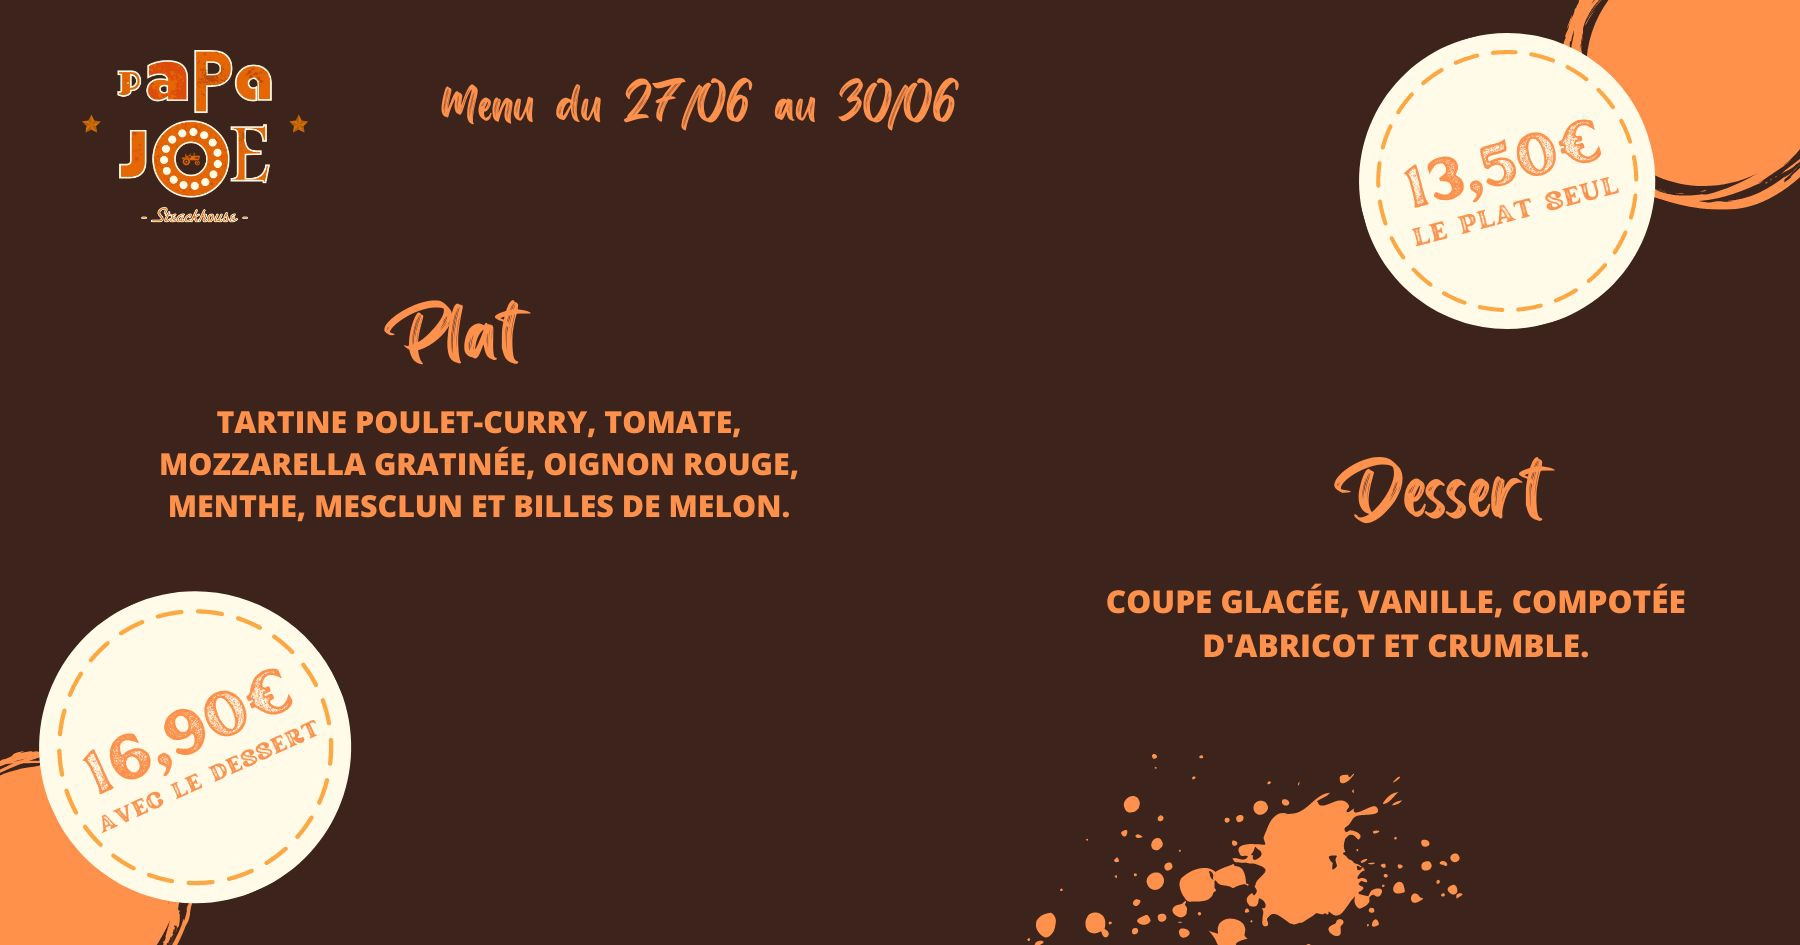 PAPA
JOE
- Steackhouse -
Menu du 27/06 au 30/06
13,50€
LE PLAT SEUL
Plat
TARTINE POULET-CURRY, TOMATE,
MOZZARELLA GRATINÉE, OIGNON ROUGE,
MENTHE, MESCLUN ET BILLES DE MELON.
Dessert
COUPE GLACÉE, VANILLE, COMPOTÉE
D'ABRICOT ET CRUMBLE.
16,90€
AVEC LE DESSERT